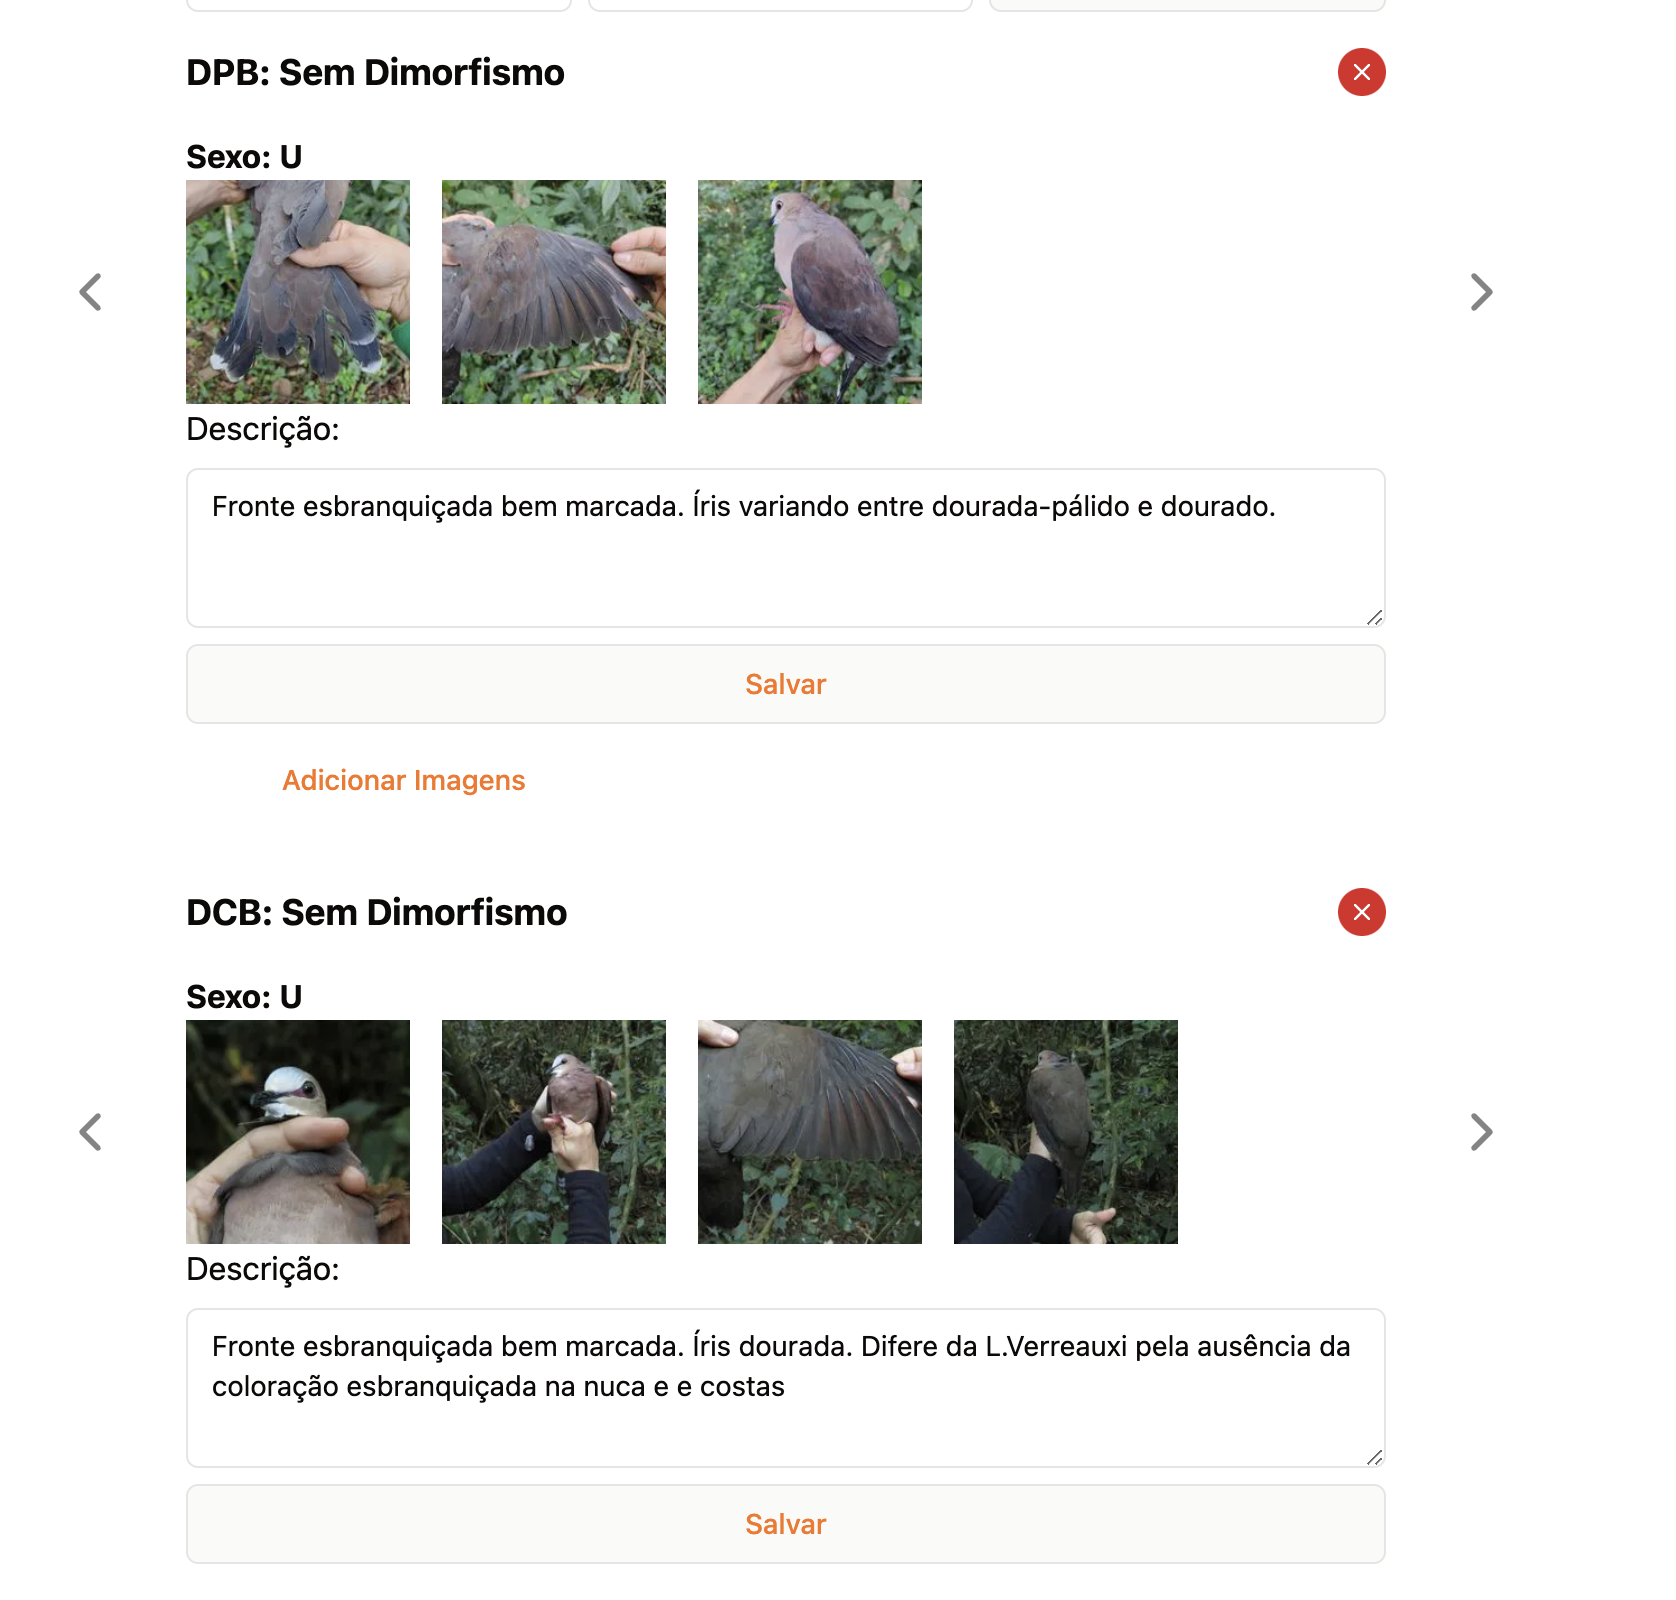 DPB: Sem Dimorfismo
Sexo: U
Descrição:
Fronte esbranquiçada bem marcada. Íris variando entre dourada-pálido e dourado.
Salvar
Adicionar Imagens
DCB: Sem Dimorfismo
Sexo: U
Descrição:
Fronte esbranquiçada bem marcada. Íris dourada. Difere da L.Verreauxi pela ausência da
coloração esbranquiçada na nuca e e costas
Salvar